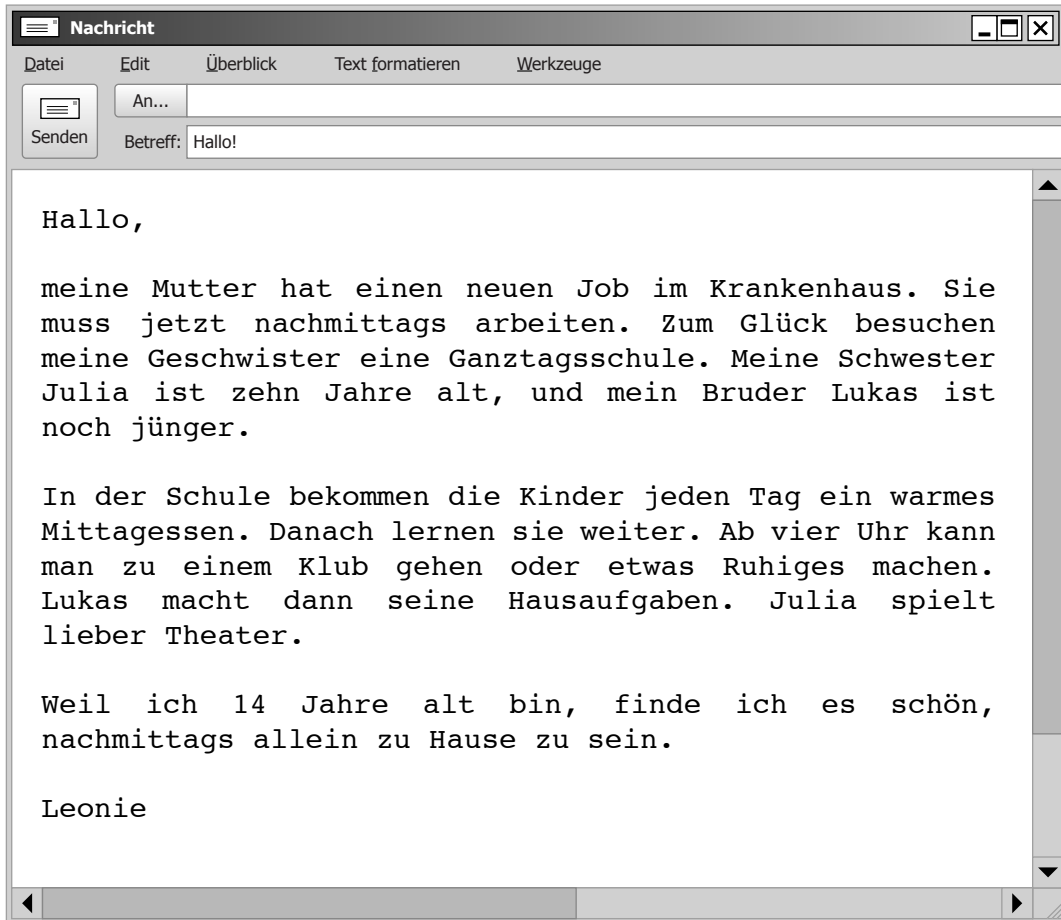 Nachricht
Datei Edit Überblick Text formatieren Werkzeuge
An...
Senden
Betreff: Hallo!
Hallo,
meine Mutter hat einen neuen Job im Krankenhaus. Sie
muss jetzt nachmittags arbeiten. Zum Glück besuchen
meine Geschwister eine Ganztagsschule. Meine Schwester
Julia ist zehn Jahre alt, und mein Bruder Lukas ist
noch jünger.
In der Schule bekommen die Kinder jeden Tag ein warmes
Mittagessen. Danach lernen sie weiter. Ab vier Uhr kann
man zu einem Klub gehen oder etwas Ruhiges machen.
Lukas macht dann seine Hausaufgaben. Julia spielt
lieber Theater.
Weil ich 14 Jahre alt bin, finde ich es schön,
nachmittags allein zu Hause zu sein.
Leonie